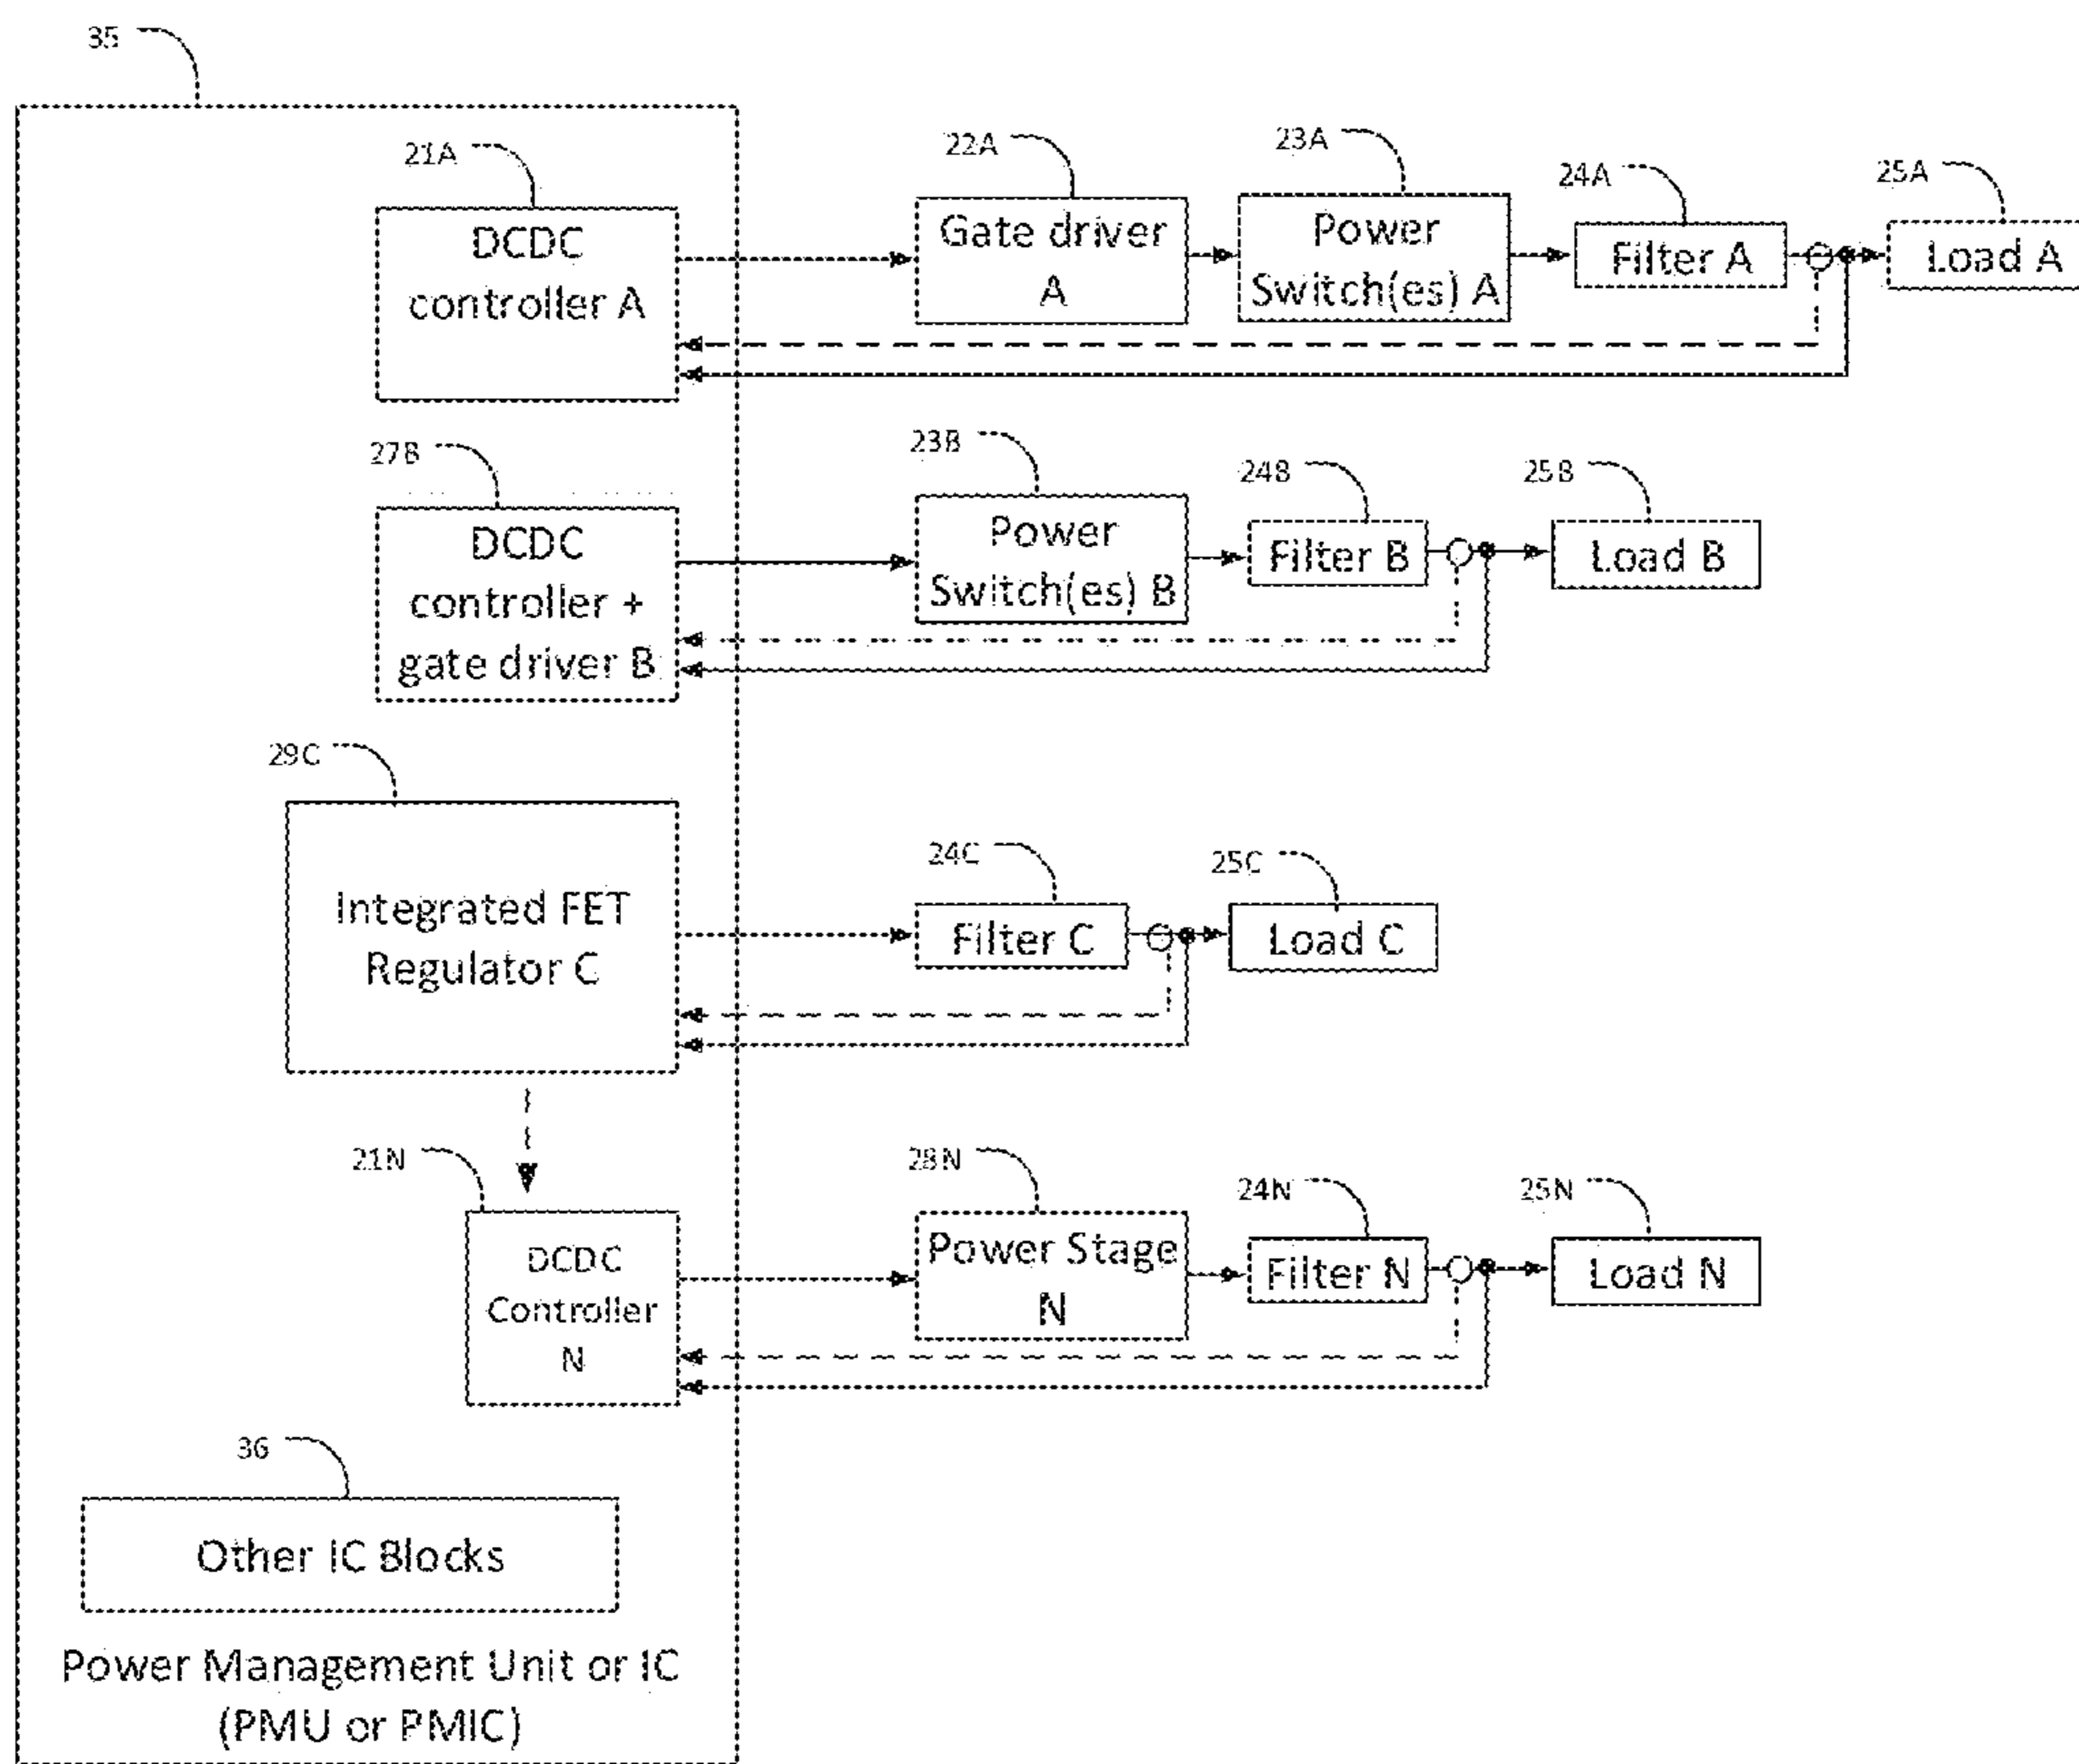 35
21A
22A
23A
24A
25A
DCDC
controller A
Gate driver
A
Power
Switch(es) A
Filter A
Load A
27B
23B
24B
25B
DCDC
controller +
gate driver B
Power
Switch(es) B
Filter B
Load B
29C
24C
25C
Integrated FET
Regulator C
Filter C
Load C
21N
28N
24N
25N
DCDC
Controller
N
Power Stage
N
Filter N
Load N
36
Other IC Blocks
Power Management Unit or IC
(PMU or PMIC)